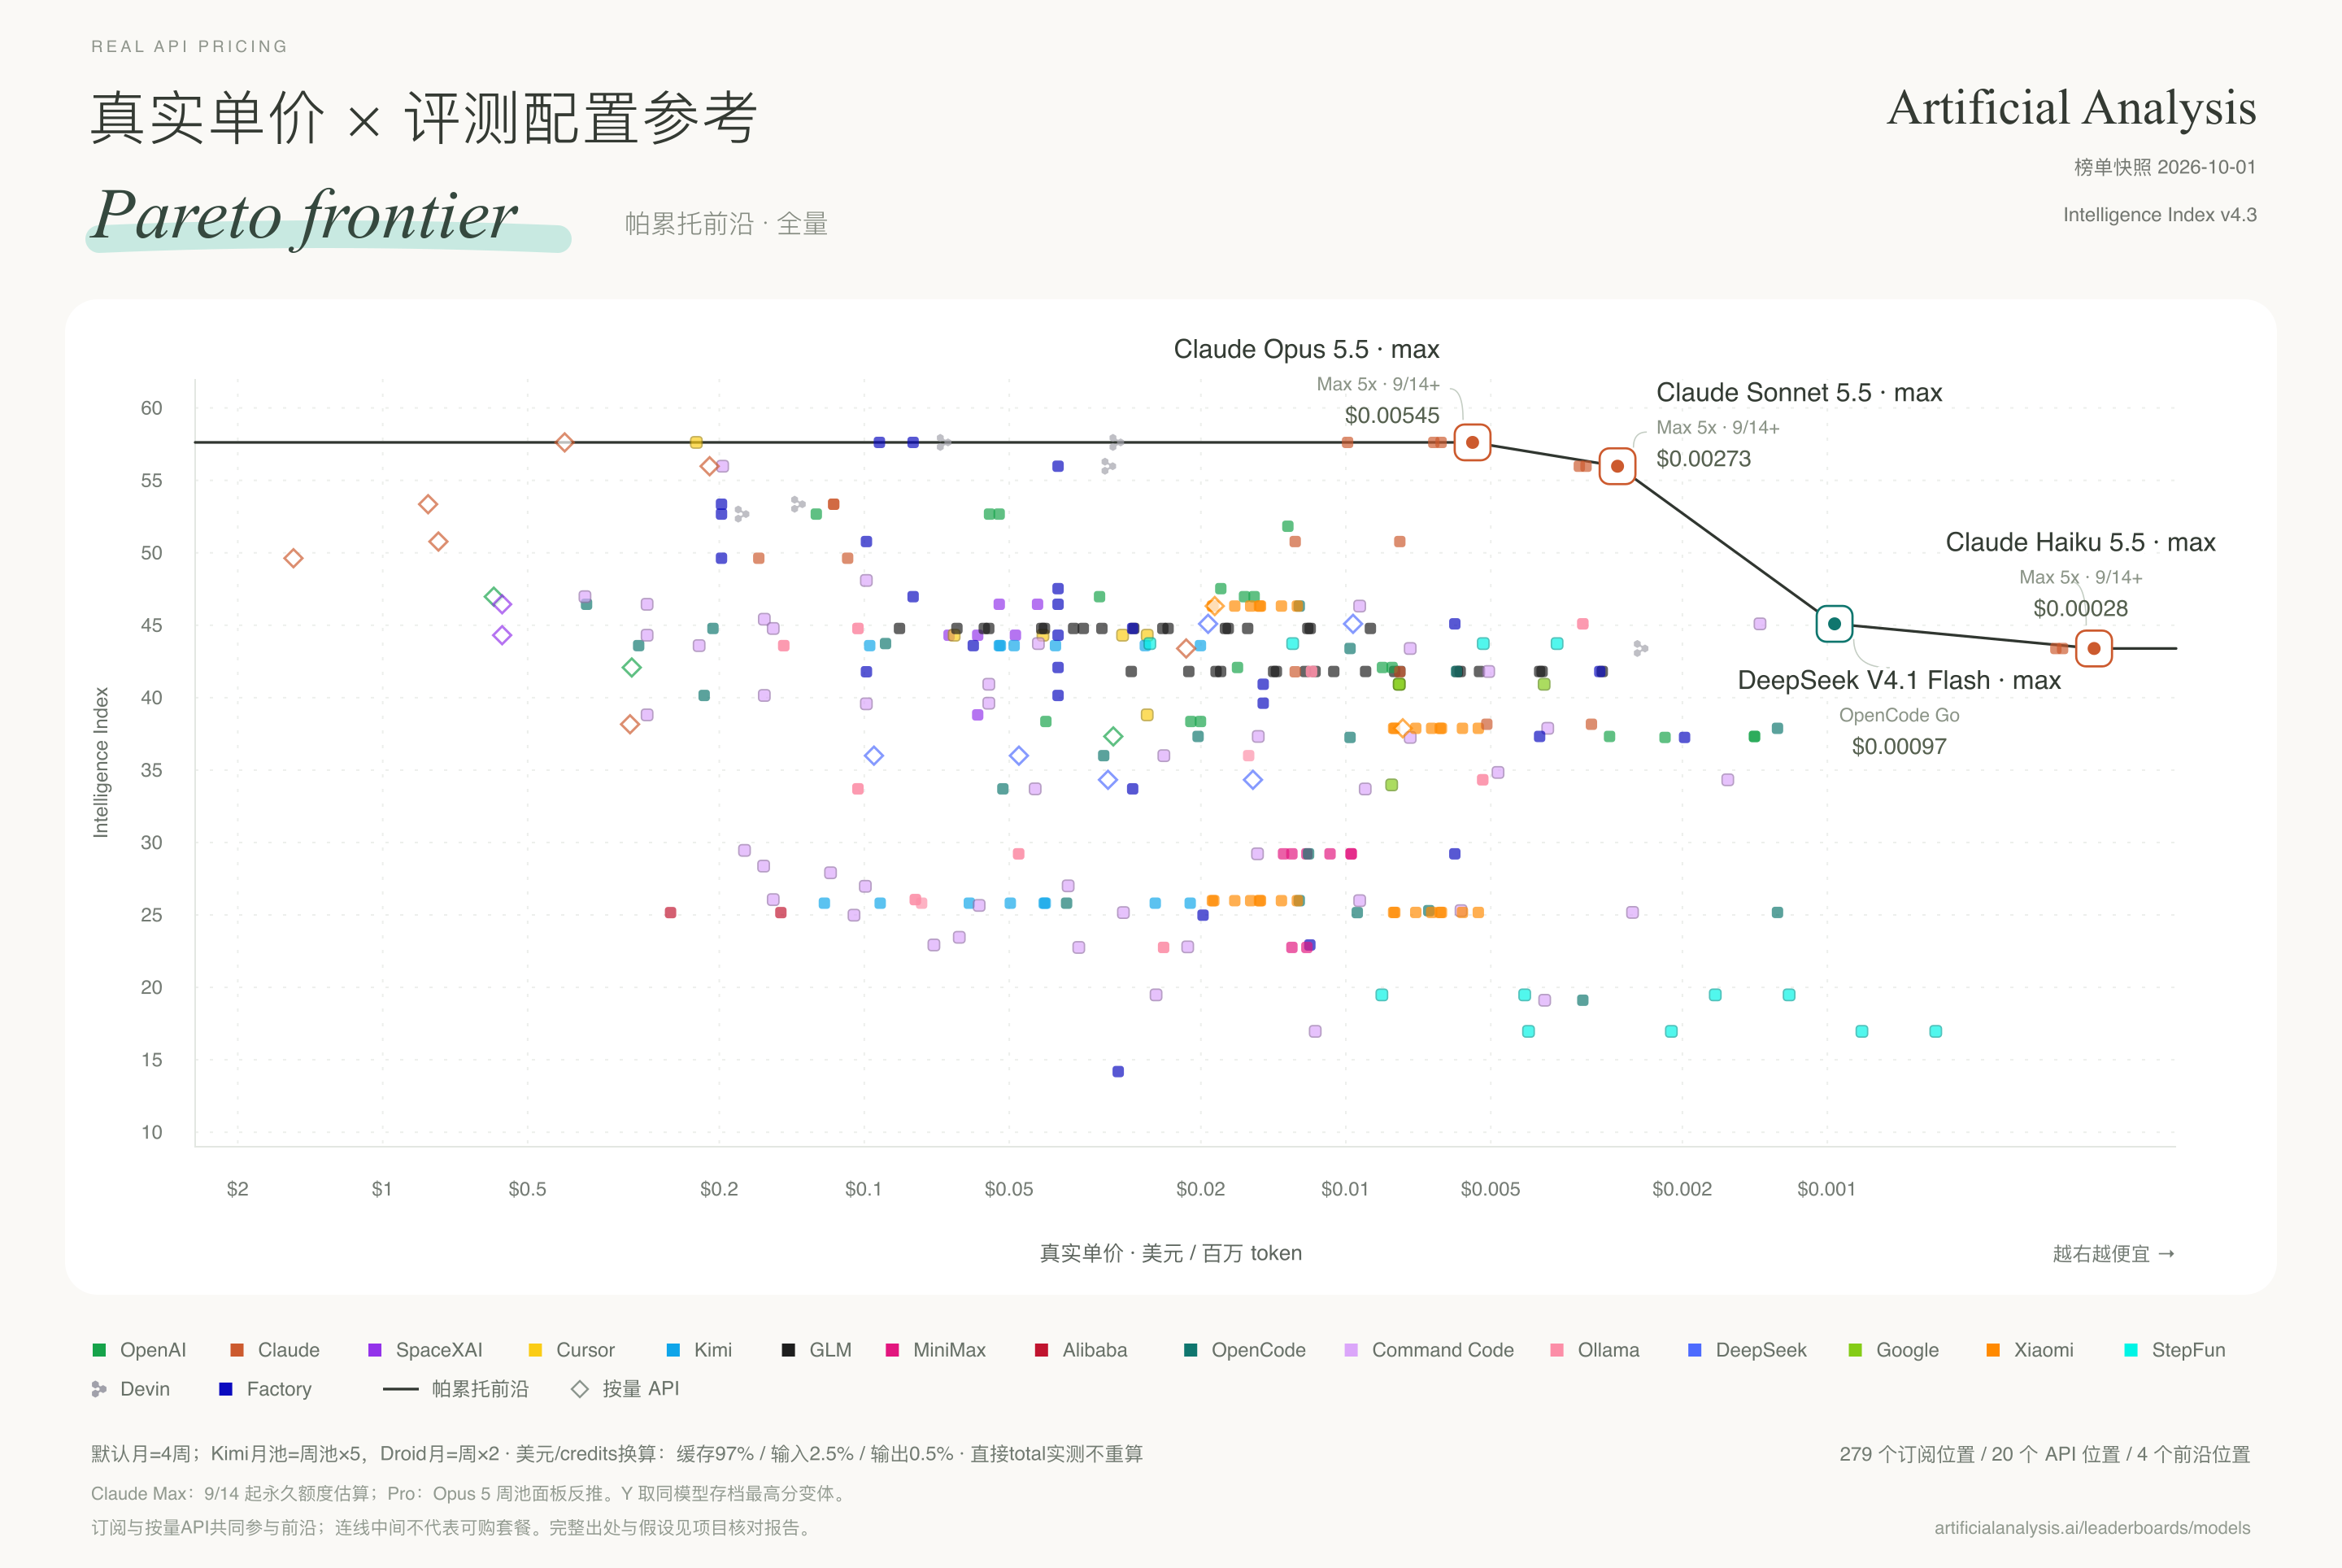 REAL API PRICING
真实单价 × 评测配置参考
Pareto frontier
帕累托前沿 · 全量
Artificial Analysis
榜单快照 2026-10-01
Intelligence Index v4.3
Claude Opus 5.5 · max
Max 5x · 9/14+
$0.00545
Claude Sonnet 5.5 · max
Max 5x · 9/14+
$0.00273
Claude Haiku 5.5 · max
Max 5x · 9/14+
$0.00028
DeepSeek V4.1 Flash · max
OpenCode Go
$0.00097
Intelligence Index
60
55
50
45
40
35
30
25
20
15
10
$2 $1 $0.5 $0.2 $0.1 $0.05 $0.02 $0.01 $0.005 $0.002 $0.001
真实单价 · 美元 / 百万 token
越右越便宜 →
OpenAI Claude SpaceXAI Cursor Kimi GLM MiniMax Alibaba OpenCode Command Code Ollama DeepSeek Google Xiaomi StepFun
Devin Factory 帕累托前沿 按量 API
默认月=4周；Kimi月池=周池×5，Droid月=周×2 · 美元/credits换算：缓存97% / 输入2.5% / 输出0.5% · 直接total实测不重算
279 个订阅位置 / 20 个 API 位置 / 4 个前沿位置
Claude Max：9/14 起永久额度估算；Pro：Opus 5 周池面板反推。Y 取同模型存档最高分变体。
订阅与按量API共同参与前沿；连线中间不代表可购套餐。完整出处与假设见项目核对报告。
artificialanalysis.ai/leaderboards/models